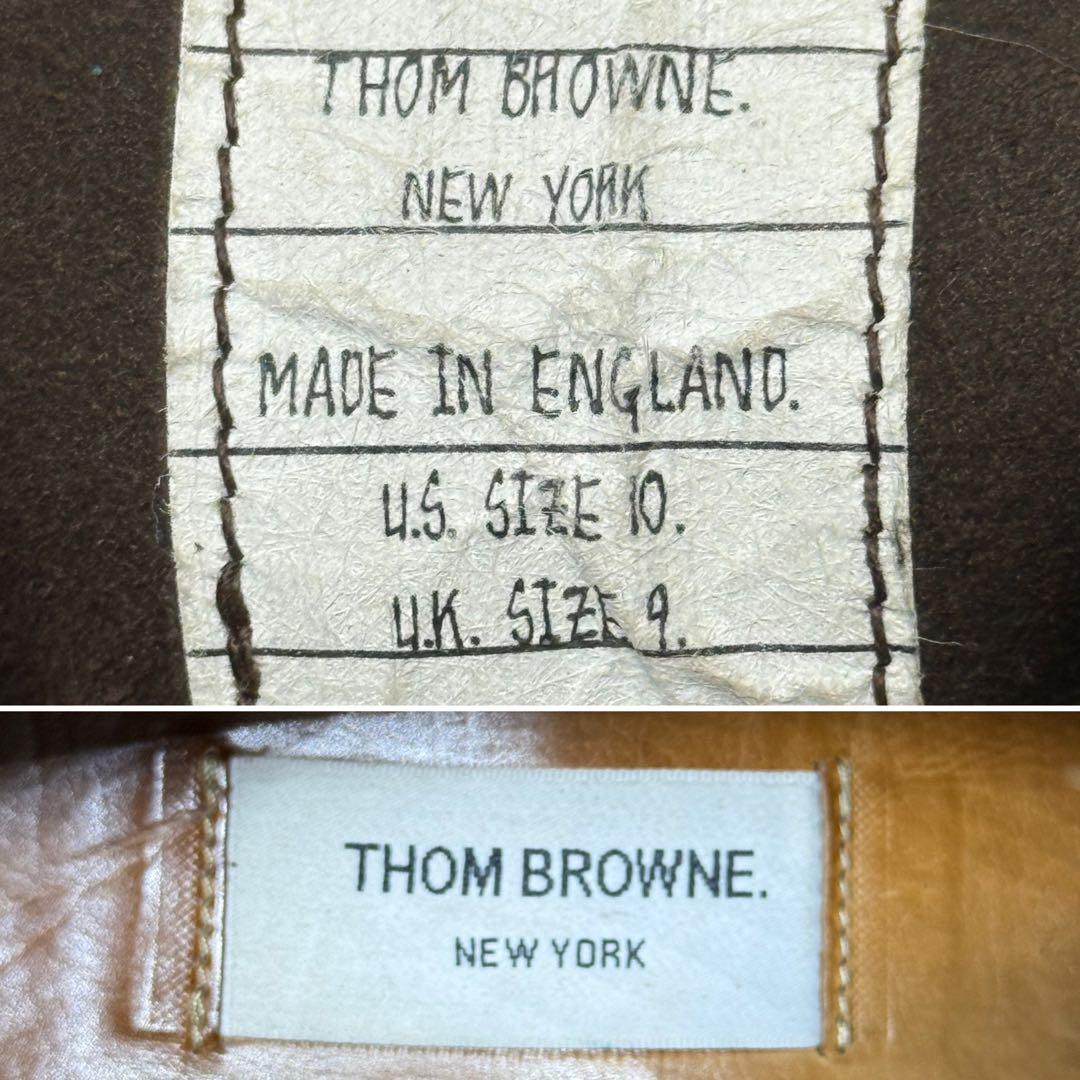 THOM BROWNE.
NEW YORK
MADE IN ENGLAND.
U.S. SIZE 10.
U.K. SIZE 9.
THOM BROWNE.
NEW YORK